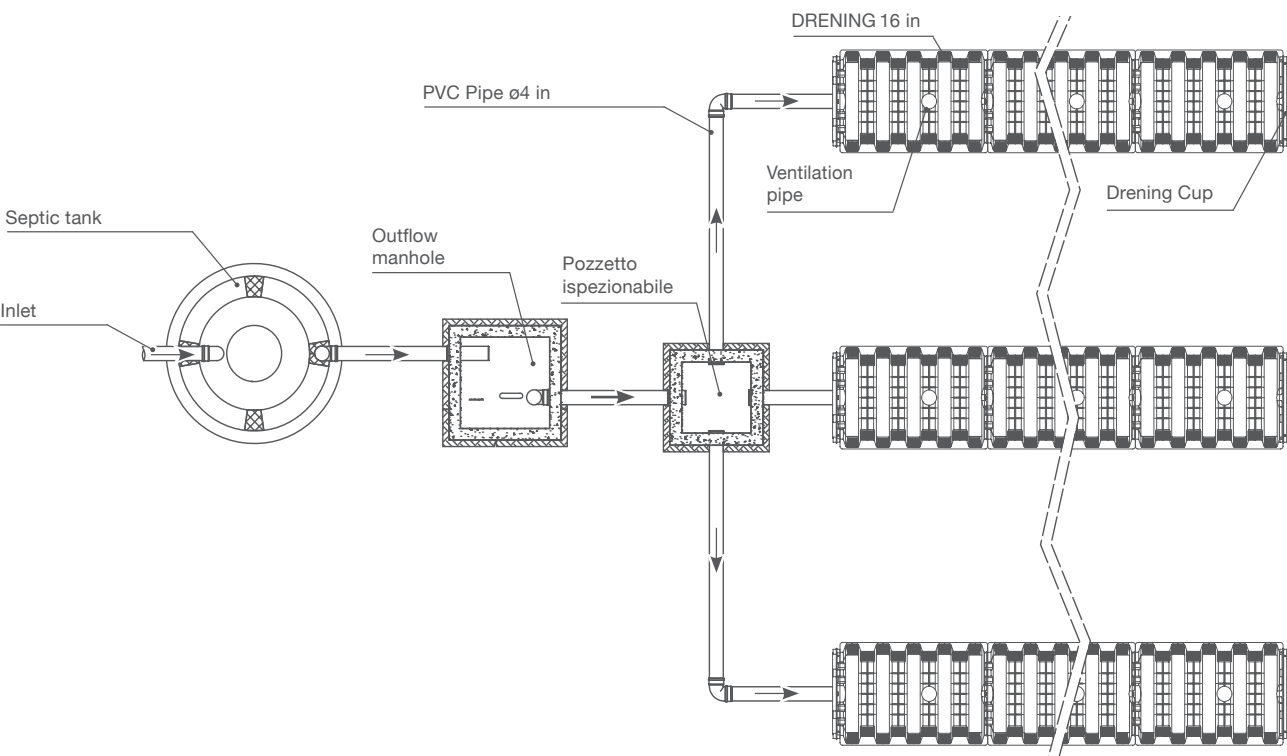 DRENING 16 in
PVC Pipe ø4 in
Ventilation
pipe
Drening Cup
Septic tank
Outflow
manhole
Pozzetto
ispezionabile
Inlet